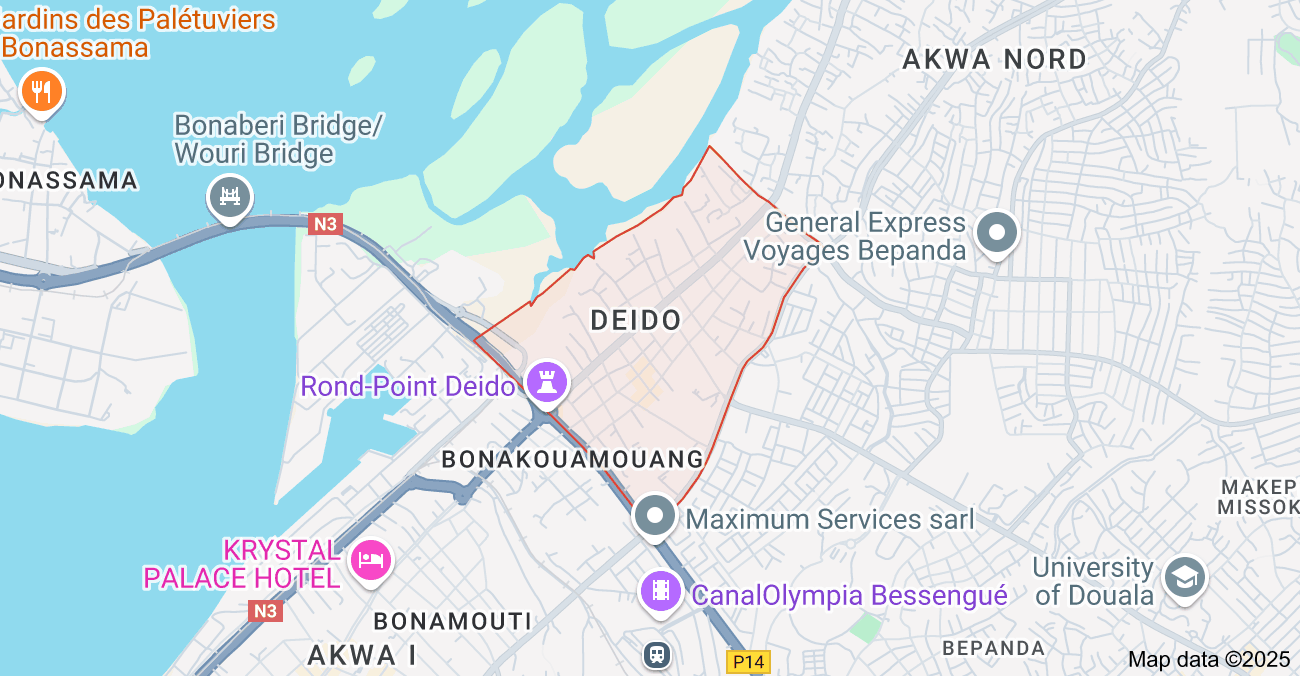 ardins des Palétuviers
Bonassama
AKWA NORD
Bonaberi Bridge/
Wouri Bridge
ONASSAMA
N3
General Express
Voyages Bepanda
DEIDO
Rond-Point Deido
BONAKOUAMOUANG
MAKEP
MISSOK
Maximum Services sarl
KRYSTAL
PALACE HOTEL
University
of Douala
CanalOlympia Bessengué
N3
BONAMOUTI
AKWA I
BEPANDA
P14
Map data ©2025